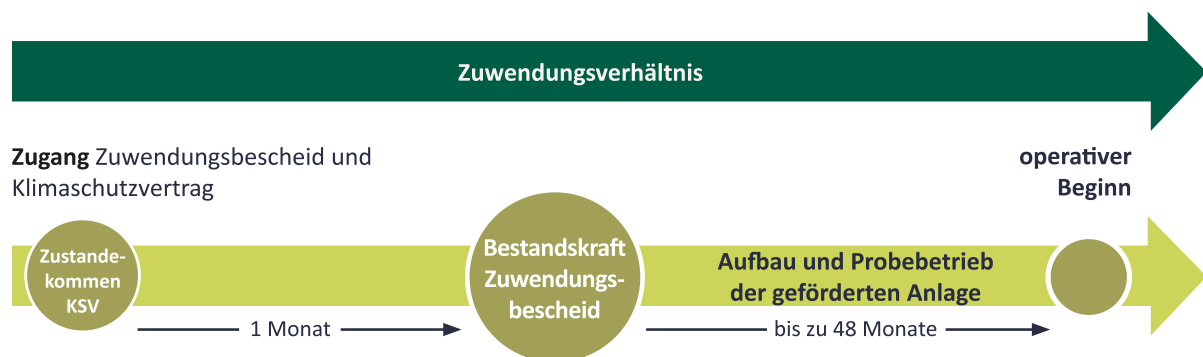 Zuwendungsverhältnis
Zugang Zuwendungsbescheid und
Klimaschutzvertrag
operativer
Beginn
Zustande-
kommen
KSV
Bestandskraft
Zuwendungs-
bescheid
Aufbau und Probebetrieb
der geförderten Anlage
1 Monat
bis zu 48 Monate